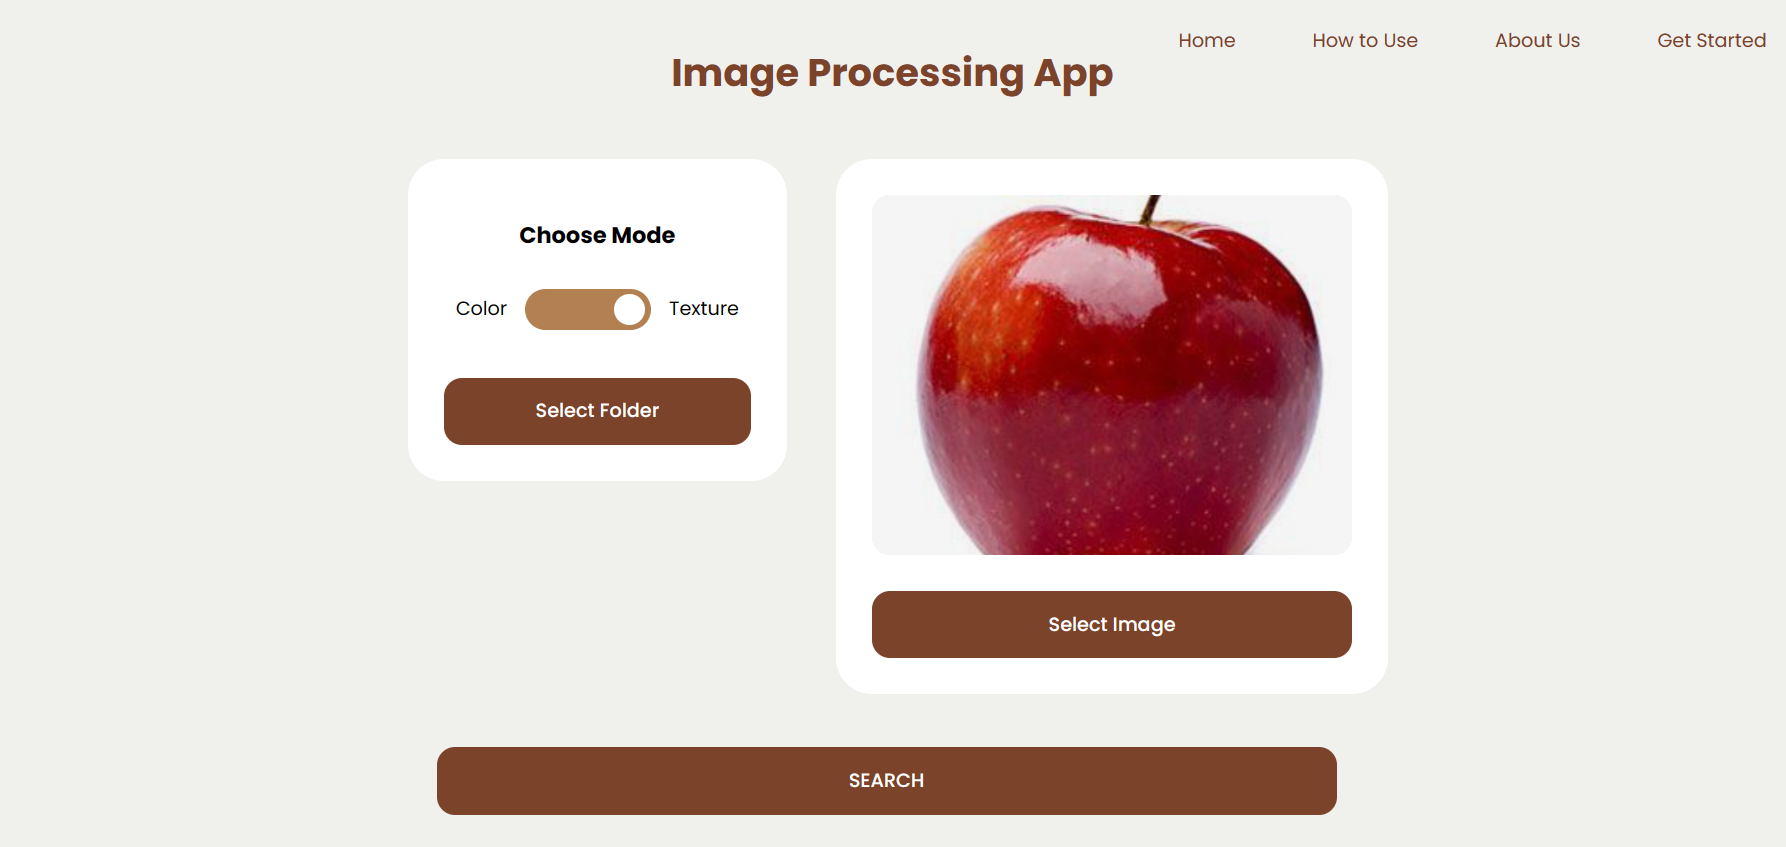 Home How to Use About Us Get Started
Image Processing App
Choose Mode
Color Texture
Select Folder
Select Image
SEARCH